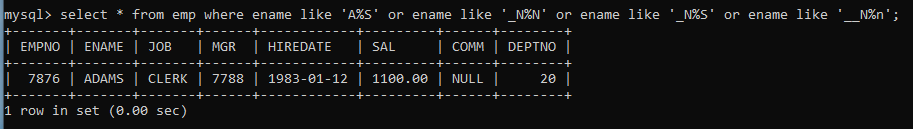 mysql> select * from emp where ename like 'A%S' or ename like '_N%N' or ename like '_N%S' or ename like '__N%n';
+-------+-------+-------+------+------------+---------+------+--------+
| EMPNO | ENAME | JOB   | MGR  | HIREDATE   | SAL     | COMM | DEPTNO |
+-------+-------+-------+------+------------+---------+------+--------+
|  7876 | ADAMS | CLERK | 7788 | 1983-01-12 | 1100.00 | NULL |     20 |
+-------+-------+-------+------+------------+---------+------+--------+
1 row in set (0.00 sec)